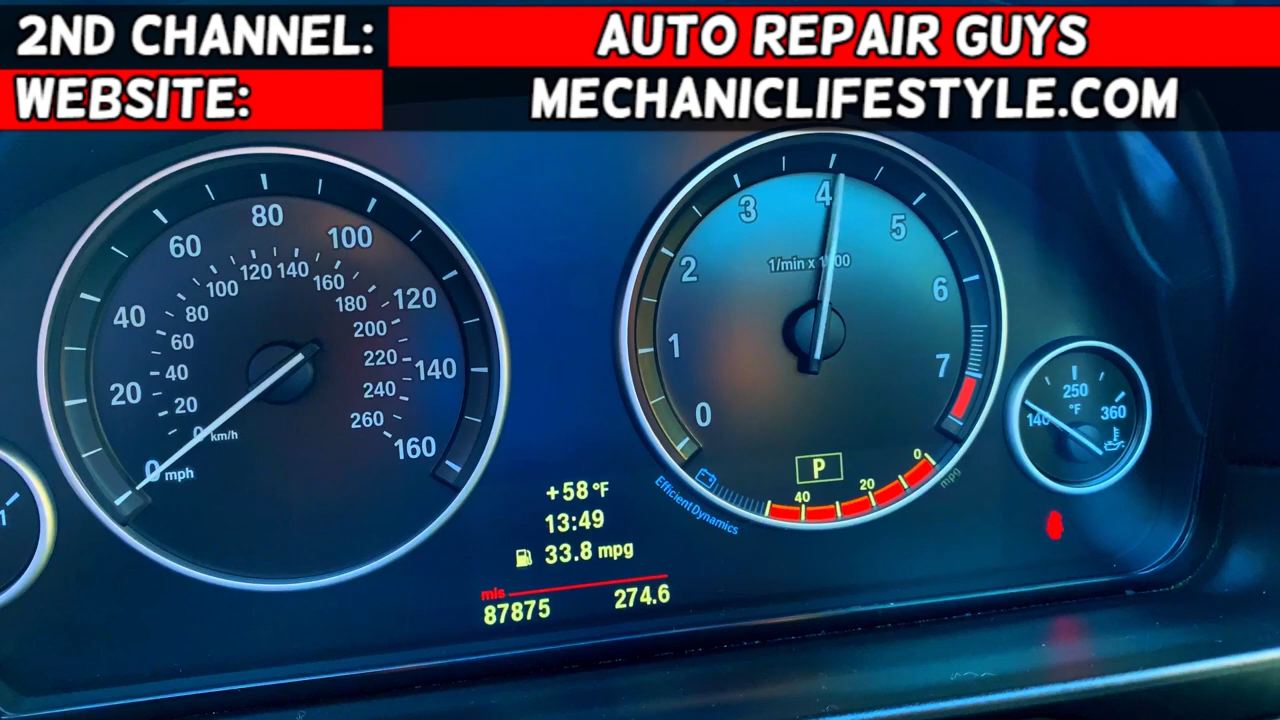 2ND CHANNEL: AUTO REPAIR GUYS
WEBSITE: MECHANICLIFESTYLE.COM
0 20 40 60 80 100 120 140 160
mph
0 20 40 60 80 100 120 140 160 180 200 220 240 260
km/h
0 1 2 3 4 5 6 7
P
40 20 0 mpg
Efficient Dynamics
140 250 360
°F
+58 °F
13:49
33.8 mpg
mls
87875 274.6